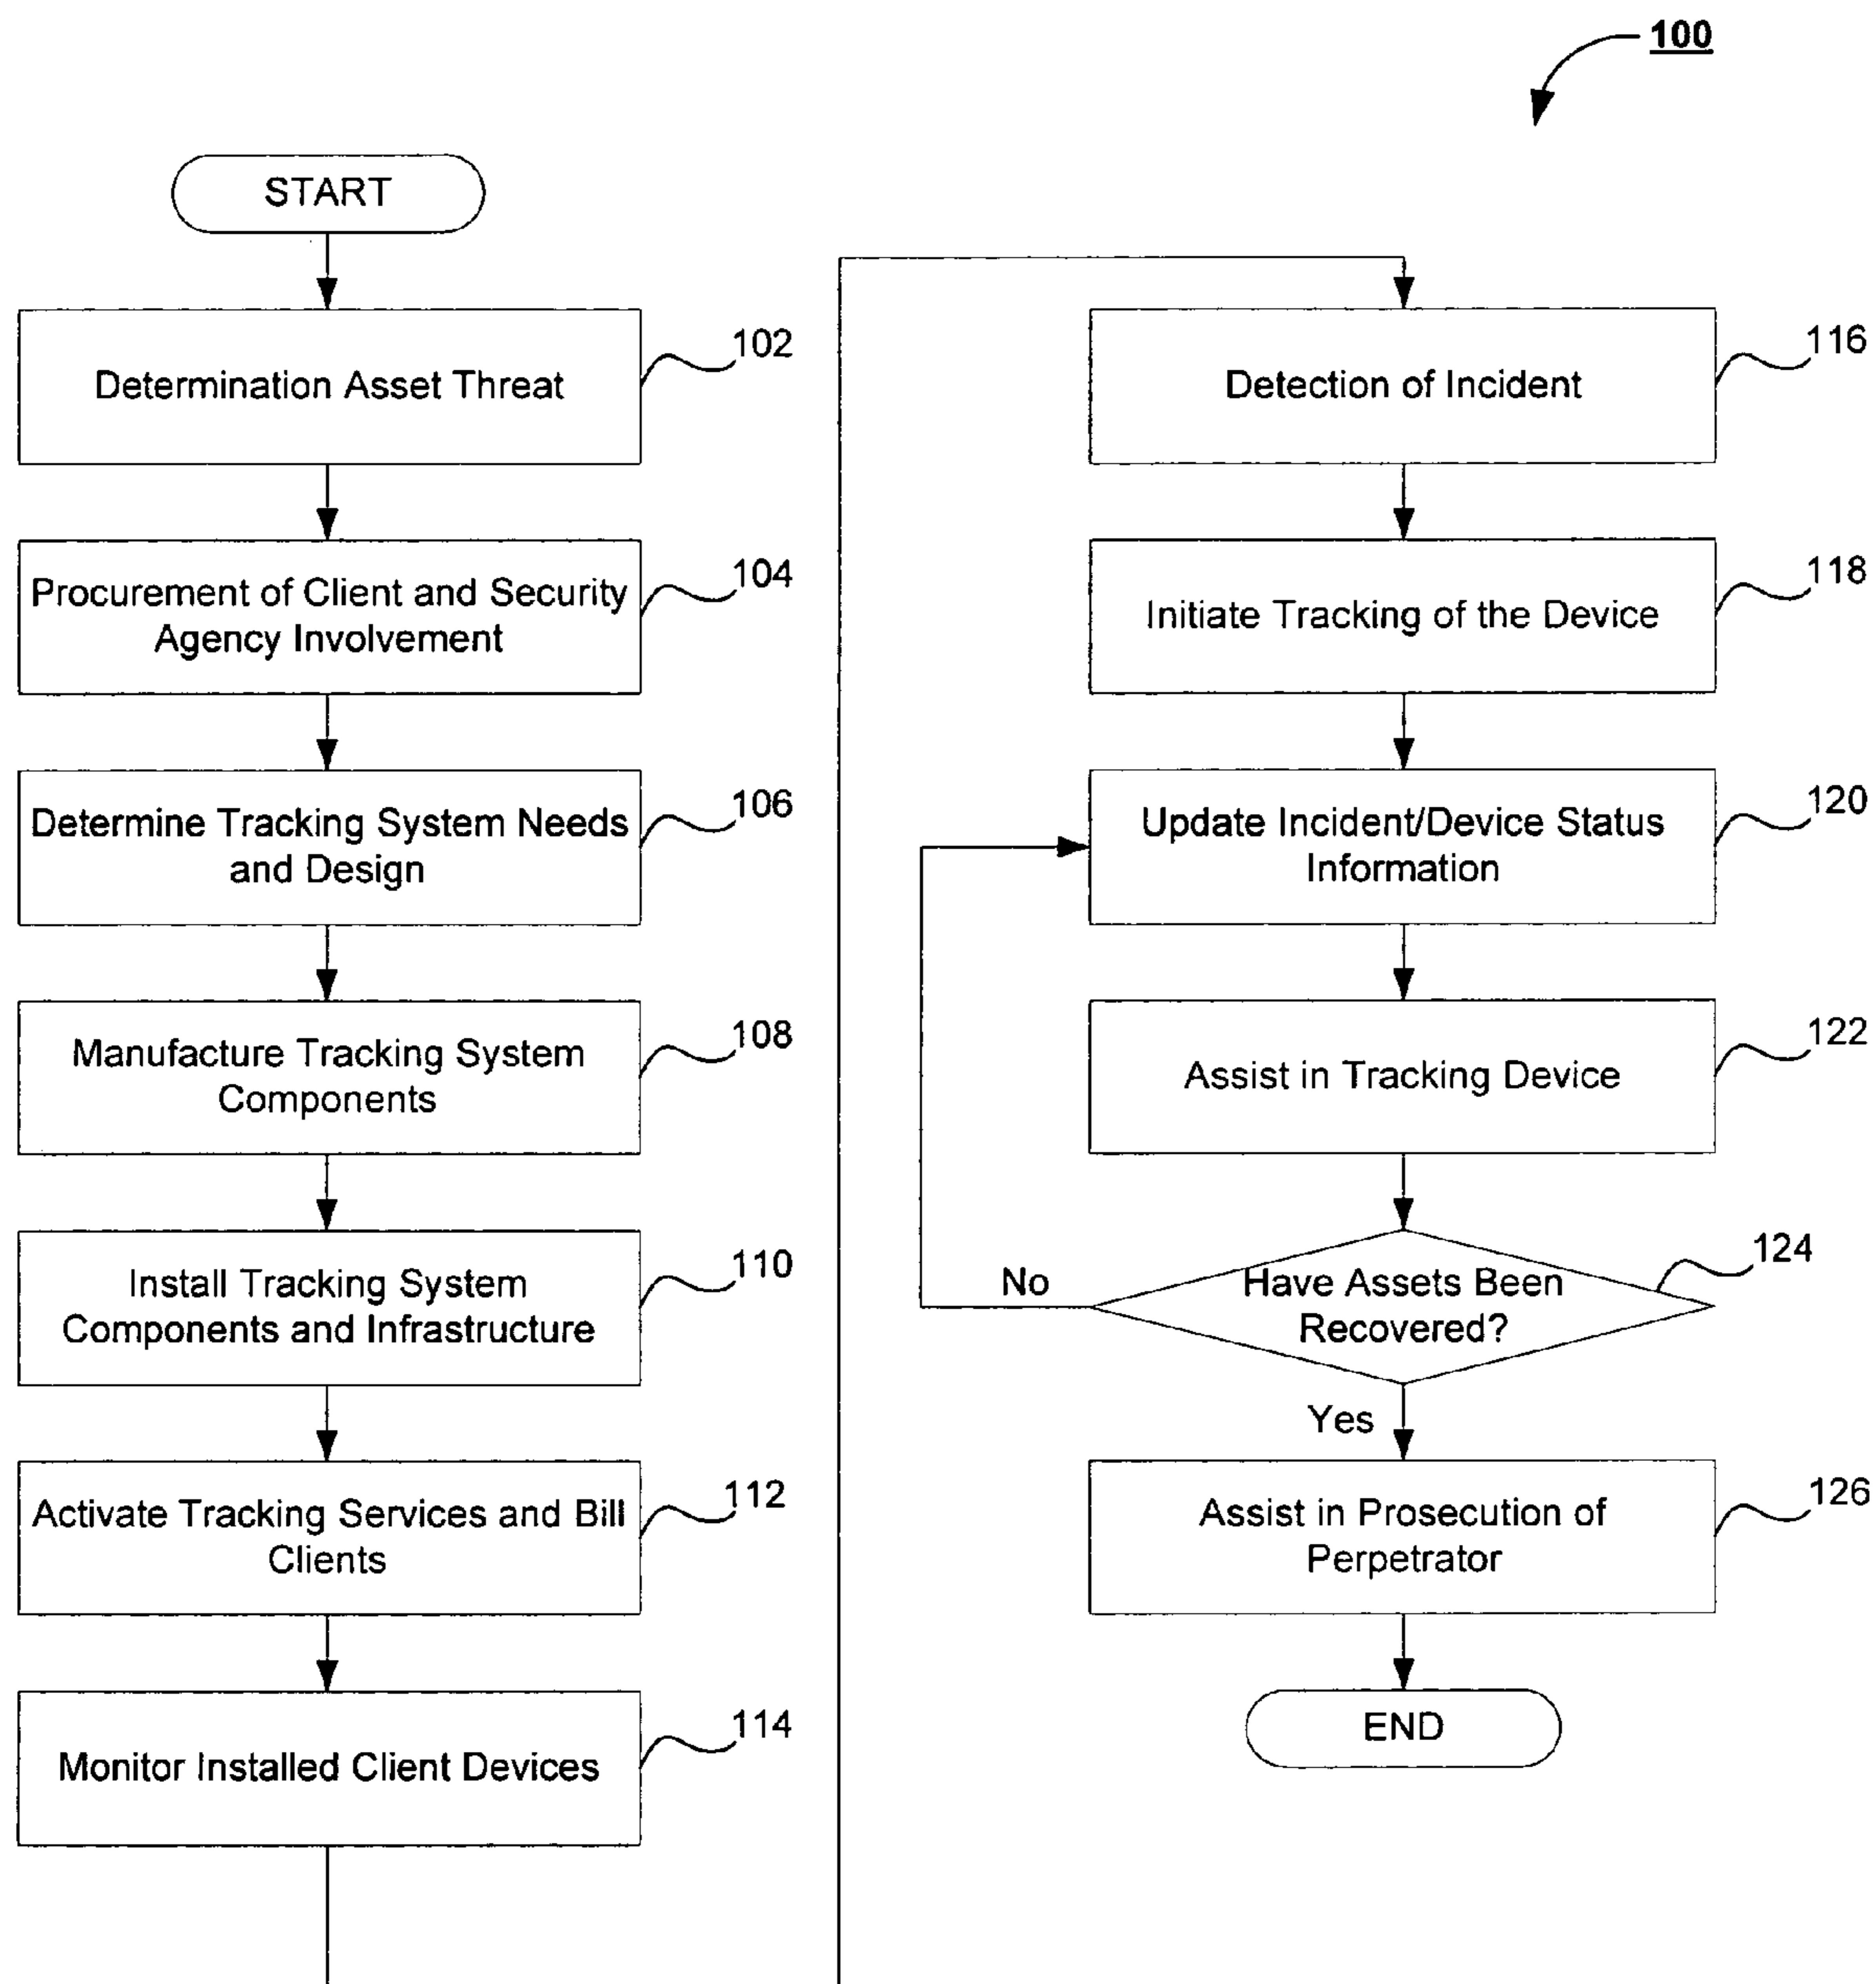 100
START
102
Determination Asset Threat
104
Procurement of Client and Security
Agency Involvement
106
Determine Tracking System Needs
and Design
108
Manufacture Tracking System
Components
110
Install Tracking System
Components and Infrastructure
112
Activate Tracking Services and Bill
Clients
114
Monitor Installed Client Devices
116
Detection of Incident
118
Initiate Tracking of the Device
120
Update Incident/Device Status
Information
122
Assist in Tracking Device
124
Have Assets Been
Recovered?
No
Yes
126
Assist in Prosecution of
Perpetrator
END